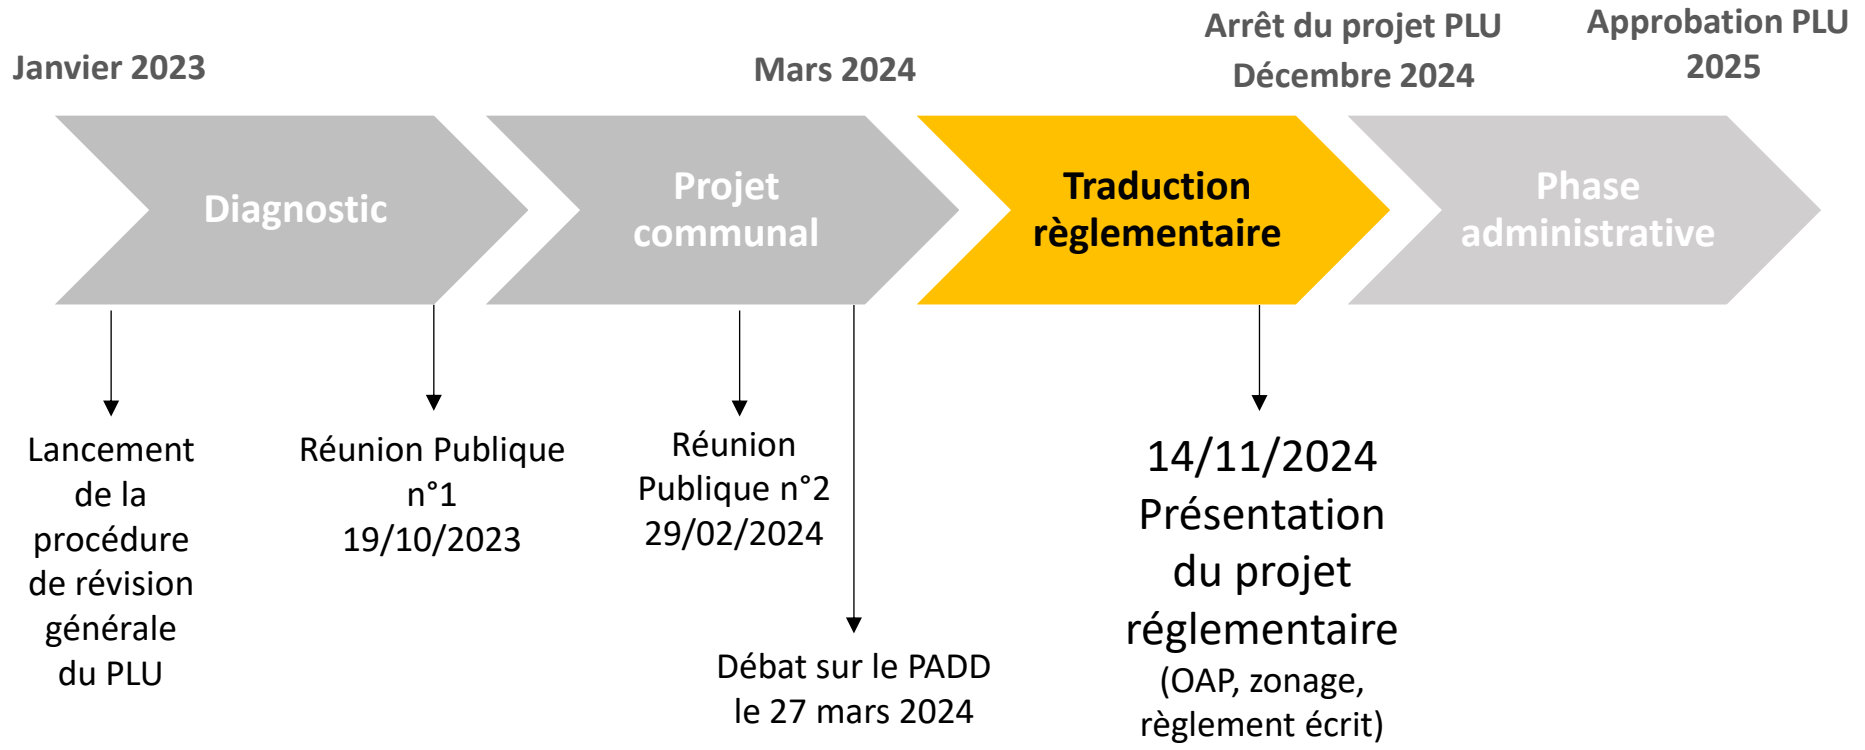 Janvier 2023
Mars 2024
Arrêt du projet PLU
Décembre 2024
Approbation PLU
2025
Diagnostic
Projet
communal
Traduction
règlementaire
Phase
administrative
Lancement
de la
procédure
de révision
générale
du PLU
Réunion Publique
n°1
19/10/2023
Réunion
Publique n°2
29/02/2024
Débat sur le PADD
le 27 mars 2024
14/11/2024
Présentation
du projet
réglementaire
(OAP, zonage,
règlement écrit)